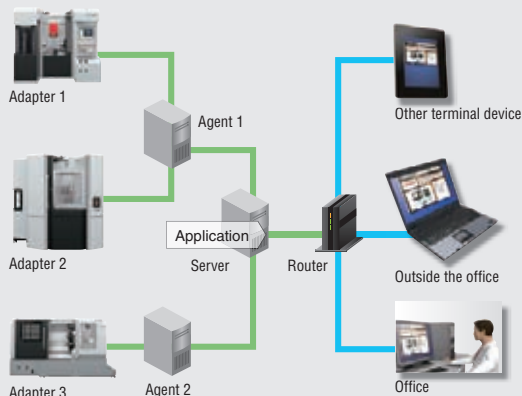 Adapter 1
Agent 1
Other terminal device
Adapter 2
Application
Server
Router
Outside the office
Adapter 3
Agent 2
Office